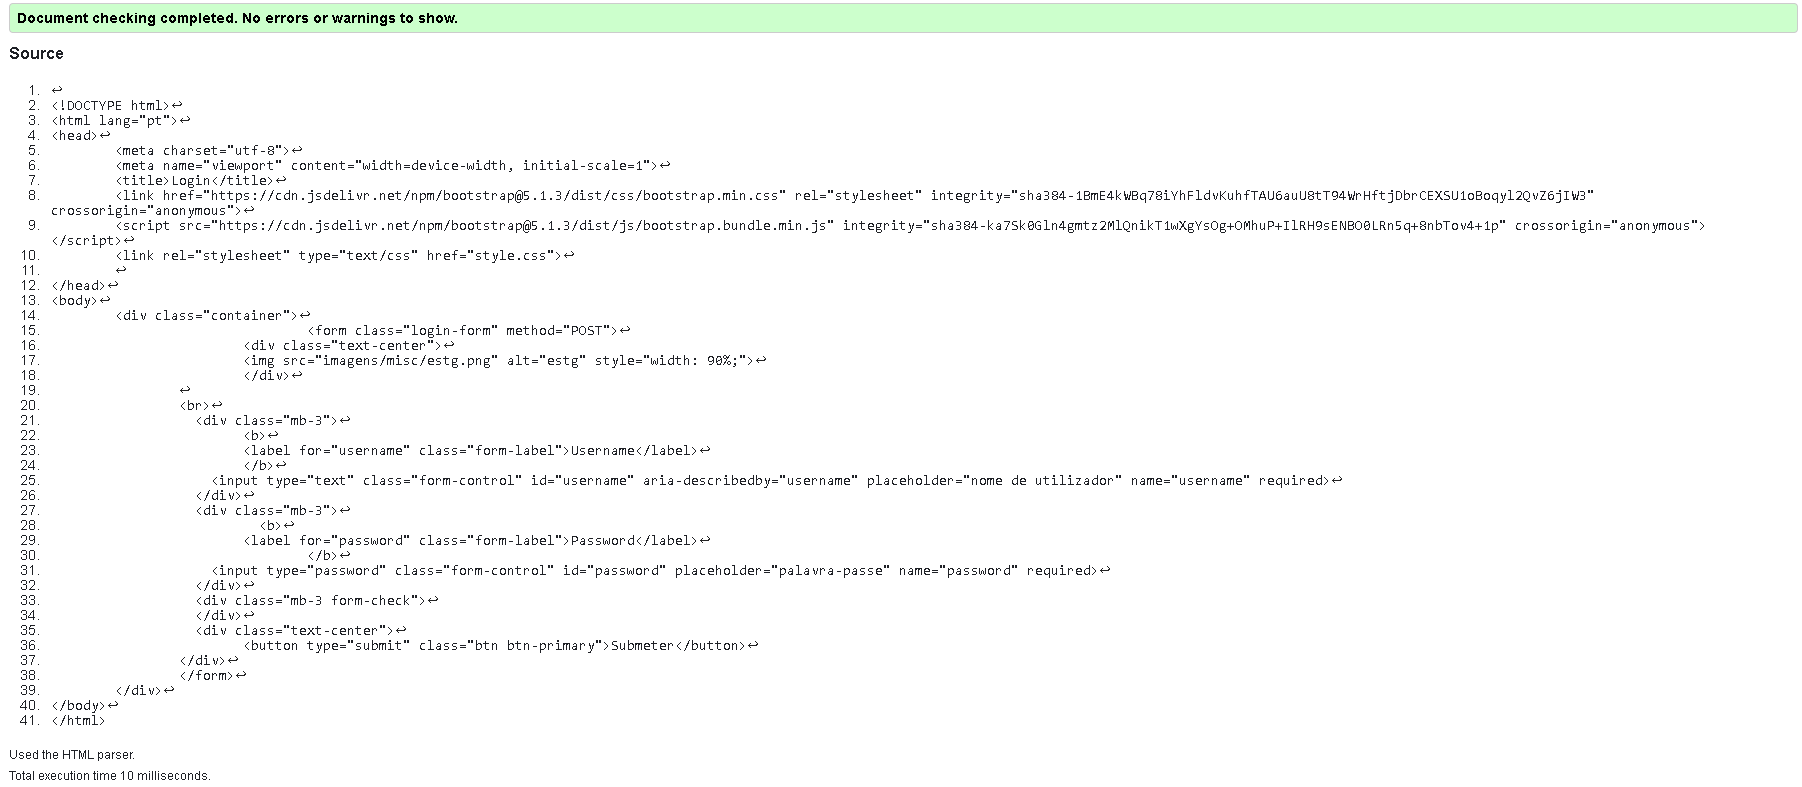 Document checking completed. No errors or warnings to show.
Source
1. ↩
2. <!DOCTYPE html>↩
3. <html lang="pt">↩
4. <head>↩
5. <meta charset="utf-8">↩
6. <meta name="viewport" content="width=device-width, initial-scale=1">↩
7. <title>Login</title>↩
8. <link href="https://cdn.jsdelivr.net/npm/bootstrap@5.1.3/dist/css/bootstrap.min.css" rel="stylesheet" integrity="sha384-1BmE4kWBq78iYhFldvKuhfTAU6auU8tT94WrHftjDbrCEXSU1oBoqyl2QvZ6jIW3"
crossorigin="anonymous">↩
9. <script src="https://cdn.jsdelivr.net/npm/bootstrap@5.1.3/dist/js/bootstrap.bundle.min.js" integrity="sha384-ka7Sk0Gln4gmtz2MlQnikT1wXgYsOg+OMhuP+IlRH9sENBO0LRn5q+8nbTov4+1p" crossorigin="anonymous">
</script>↩
10. <link rel="stylesheet" type="text/css" href="style.css">↩
11. ↩
12. </head>↩
13. <body>↩
14. <div class="container">↩
15. <form class="login-form" method="POST">↩
16. <div class="text-center">↩
17. <img src="imagens/misc/estg.png" alt="estg" style="width: 90%;">↩
18. </div>↩
19. ↩
20. <br>↩
21. <div class="mb-3">↩
22. <b>↩
23. <label for="username" class="form-label">Username</label>↩
24. </b>↩
25. <input type="text" class="form-control" id="username" aria-describedby="username" placeholder="nome de utilizador" name="username" required>↩
26. </div>↩
27. <div class="mb-3">↩
28. <b>↩
29. <label for="password" class="form-label">Password</label>↩
30. </b>↩
31. <input type="password" class="form-control" id="password" placeholder="palavra-passe" name="password" required>↩
32. </div>↩
33. <div class="mb-3 form-check">↩
34. </div>↩
35. <div class="text-center">↩
36. <button type="submit" class="btn btn-primary">Submeter</button>↩
37. </div>↩
38. </form>↩
39. </div>↩
40. </body>↩
41. </html>
Used the HTML parser.
Total execution time 10 milliseconds.